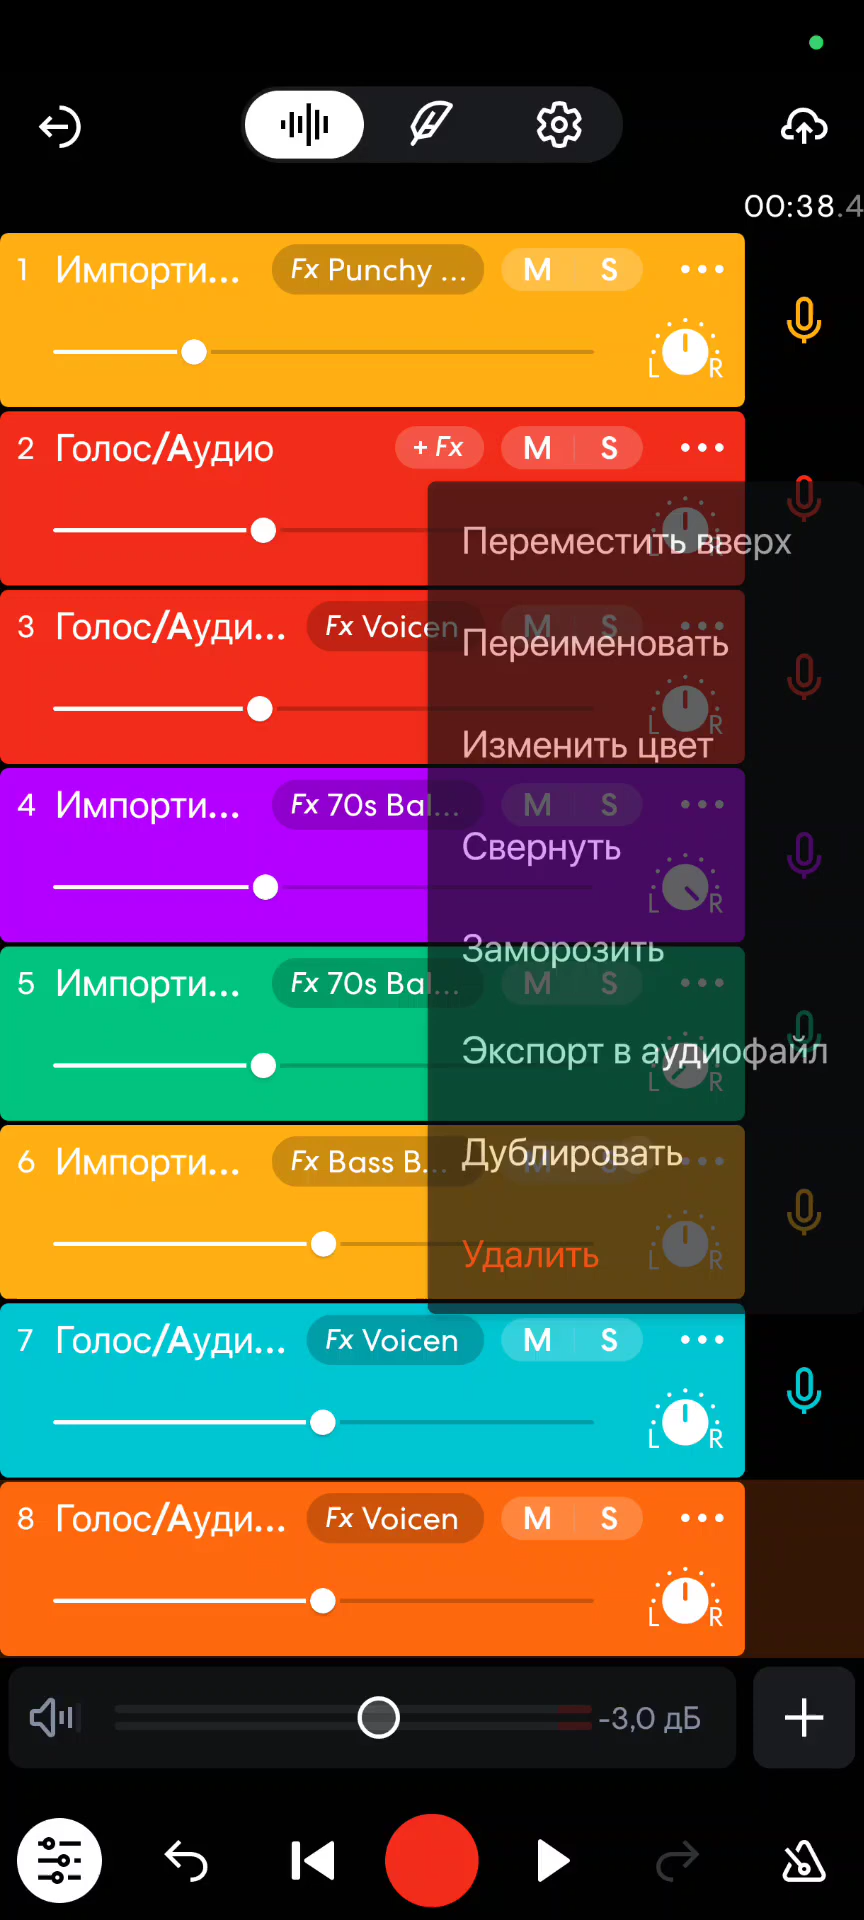 00:38.4
1 Импорти... Fx Punchy ... M S
L R
2 Голос/Аудио + Fx M S
L R
Переместить вверх
3 Голос/Ауди... Fx Voicen M S
Переименовать
L R
Изменить цвет
4 Импорти... Fx 70s Bal... M S
Свернуть
L R
Заморозить
5 Импорти... Fx 70s Bal... M S
Экспорт в аудиофайл
L R
6 Импорти... Fx Bass B... M S
Дублировать
L R
Удалить
7 Голос/Ауди... Fx Voicen M S
L R
8 Голос/Ауди... Fx Voicen M S
L R
-3,0 дБ